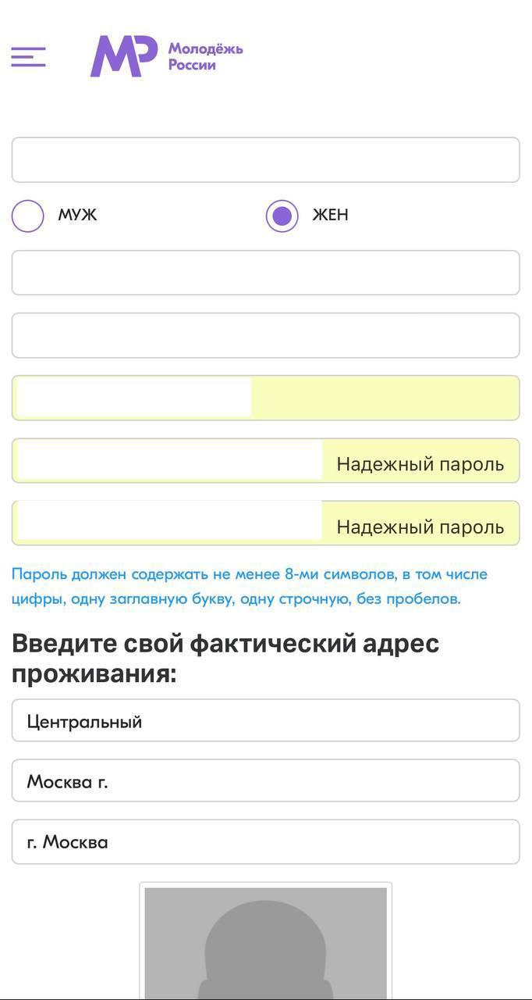 МР Молодёжь
России
МУЖ ЖЕН
Надежный пароль
Надежный пароль
Пароль должен содержать не менее 8-ми символов, в том числе
цифры, одну заглавную букву, одну строчную, без пробелов.
Введите свой фактический адрес
проживания:
Центральный
Москва г.
г. Москва